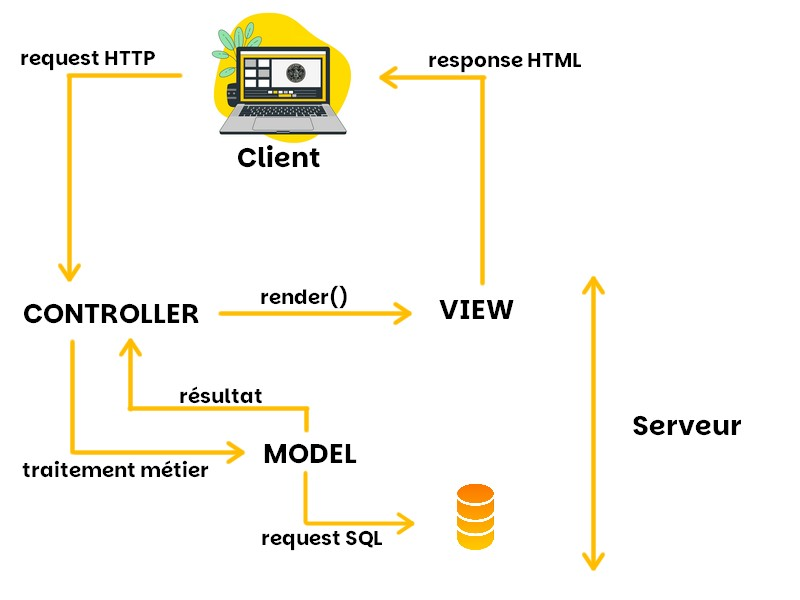 request HTTP
response HTML
Client
render()
CONTROLLER
VIEW
résultat
Serveur
MODEL
traitement métier
request SQL